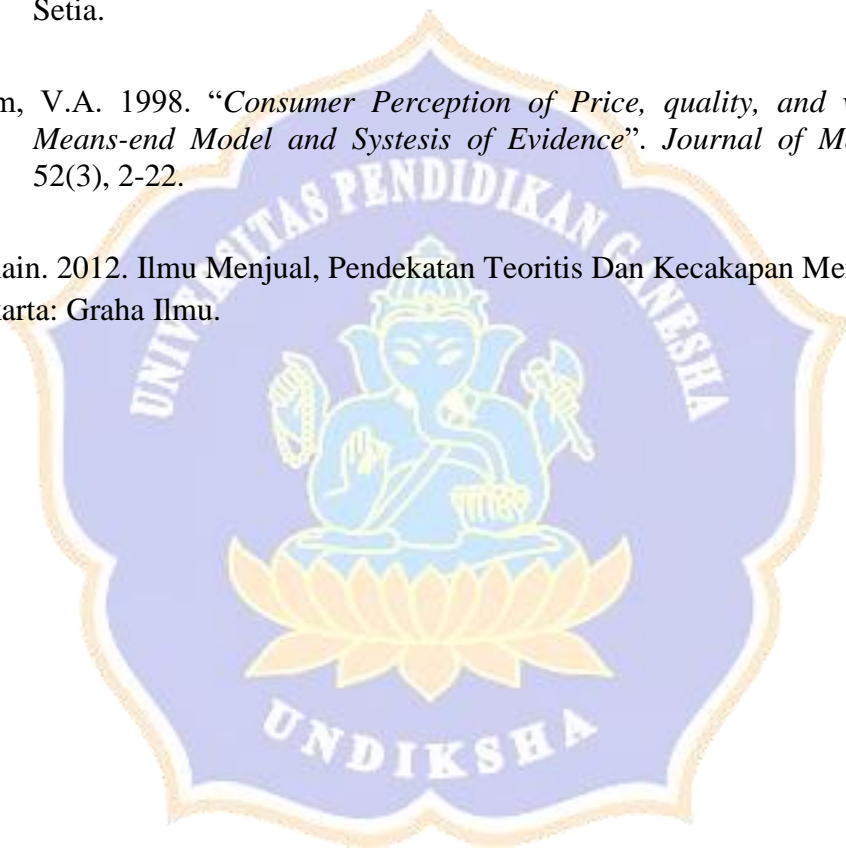 Setia.
m, V.A. 1998. “Consumer Perception of Price, quality, and v
Means-end Model and Systesis of Evidence”. Journal of M
52(3), 2-22.
ain. 2012. Ilmu Menjual, Pendekatan Teoritis Dan Kecakapan Me
karta: Graha Ilmu.
UNIVERSITAS PENDIDIKAN GANESHA
UNDIKSHA